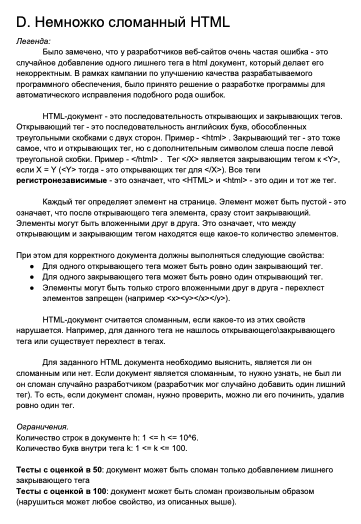 D. Немножко сломанный HTML
Легенда:
Было замечено, что у разработчиков веб-сайтов очень частая ошибка - это
случайное добавление одного лишнего тега в html документ, который делает его
некорректным. В рамках кампании по улучшению качества разрабатываемого
программного обеспечения, было принято решение о разработке программы для
автоматического исправления подобного рода ошибок.
HTML-документ - это последовательность открывающих и закрывающих тегов.
Открывающий тег - это последовательность английских букв, обособленных
треугольными скобками с двух сторон. Пример - <html> . Закрывающий тег - это тоже
самое, что и открывающих тег, но с дополнительным символом слеша после левой
треугольной скобки. Пример - </html> . Тег </X> является закрывающим тегом к <Y>,
если X = Y (<Y> тогда - это открывающих тег для </X>). Все теги
регистронезависимые - это означает, что <HTML> и <html> - это один и тот же тег.
Каждый тег определяет элемент на странице. Элемент может быть пустой - это
означает, что после открывающего тега элемента, сразу стоит закрывающий.
Элементы могут быть вложенными друг в друга. Это означает, что между
открывающим и закрывающим тегом находятся еще какое-то количество элементов.
При этом для корректного документа должны выполняться следующие свойства:
● Для одного открывающего тега может быть ровно один закрывающий тег.
● Для одного закрывающего тега может быть ровно один открывающий тег.
● Элементы могут быть только строго вложенными друг в друга - перехлест
элементов запрещен (например <x><y></x></y>).
HTML-документ считается сломанным, если какое-то из этих свойств
нарушается. Например, для данного тега не нашлось открывающего\закрывающего
тега или существует перехлест в тегах.
Для заданного HTML документа необходимо выяснить, является ли он
сломанным или нет. Если документ является сломанным, то нужно узнать, не был ли
он сломан случайно разработчиком (разработчик мог случайно добавить один лишний
тег). То есть, если документ сломан, нужно проверить, можно ли его починить, удалив
ровно один тег.
Ограничения.
Количество строк в документе h: 1 <= h <= 10^6.
Количество букв внутри тега k: 1 <= k <= 100.
Тесты с оценкой в 50: документ может быть сломан только добавлением лишнего
закрывающего тега
Тесты с оценкой в 100: документ может быть сломан произвольным образом
(нарушиться может любое свойство, из описанных выше).